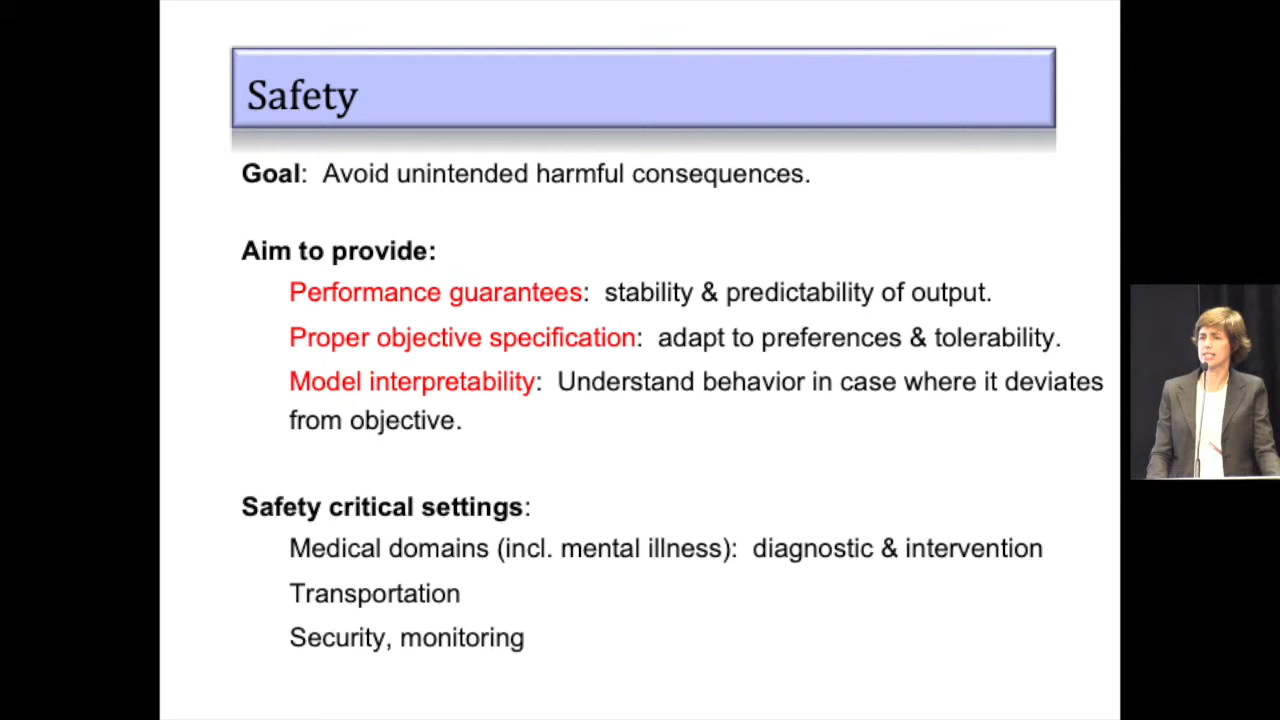 Safety
Goal: Avoid unintended harmful consequences.
Aim to provide:
Performance guarantees: stability & predictability of output.
Proper objective specification: adapt to preferences & tolerability.
Model interpretability: Understand behavior in case where it deviates
from objective.
Safety critical settings:
Medical domains (incl. mental illness): diagnostic & intervention
Transportation
Security, monitoring